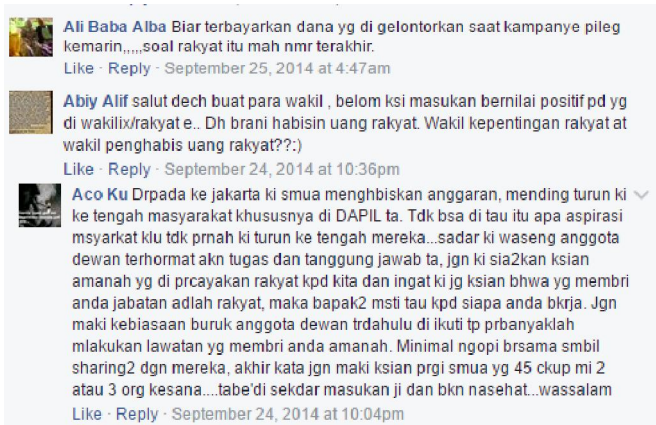 Ali Baba Alba Biar terbayarkan dana yg di gelontorkan saat kampanye pileg
kemarin,,,,,soal rakyat itu mah nmr terakhir.
Like · Reply · September 25, 2014 at 4:47am
Abiy Alif salut dech buat para wakil , belom ksi masukan bernilai positif pd yg
di wakilix/rakyat e.. Dh brani habisin uang rakyat. Wakil kepentingan rakyat at
wakil penghabis uang rakyat??:)
Like · Reply · September 24, 2014 at 10:36pm
Aco Ku Drpada ke jakarta ki smua menghbiskan anggaran, mending turun ki
ke tengah masyarakat khususnya di DAPIL ta. Tdk bsa di tau itu apa aspirasi
msyarkat klu tdk prnah ki turun ke tengah mereka...sadar ki waseng anggota
dewan terhormat akn tugas dan tanggung jawab ta, jgn ki sia2kan ksian
amanah yg di prcayakan rakyat kpd kita dan ingat ki jg ksian bhwa yg membri
anda jabatan adlah rakyat, maka bapak2 msti tau kpd siapa anda bkrja. Jgn
maki kebiasaan buruk anggota dewan trdahulu di ikuti tp prbanyaklah
mlakukan lawatan yg membri anda amanah. Minimal ngopi brsama smbil
sharing2 dgn mereka, akhir kata jgn maki ksian prgi smua yg 45 ckup mi 2
atau 3 org kesana....tabe'di sekdar masukan ji dan bkn nasehat...wassalam
Like · Reply · September 24, 2014 at 10:04pm